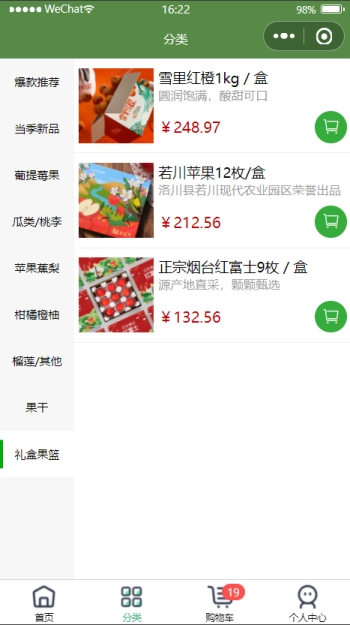 WeChat
16:22
98%
分类
爆款推荐
当季新品
葡提莓果
瓜类/桃李
苹果蕉梨
柑橘橙柚
榴莲/其他
果干
礼盒果篮
雪里红橙1kg / 盒
圆润饱满，酸甜可口
￥248.97
若川苹果12枚/盒
洛川县若川现代农业园区荣誉出品
￥212.56
正宗烟台红富士9枚 / 盒
源产地直采，颗颗甄选
￥132.56
首页
分类
19
购物车
个人中心